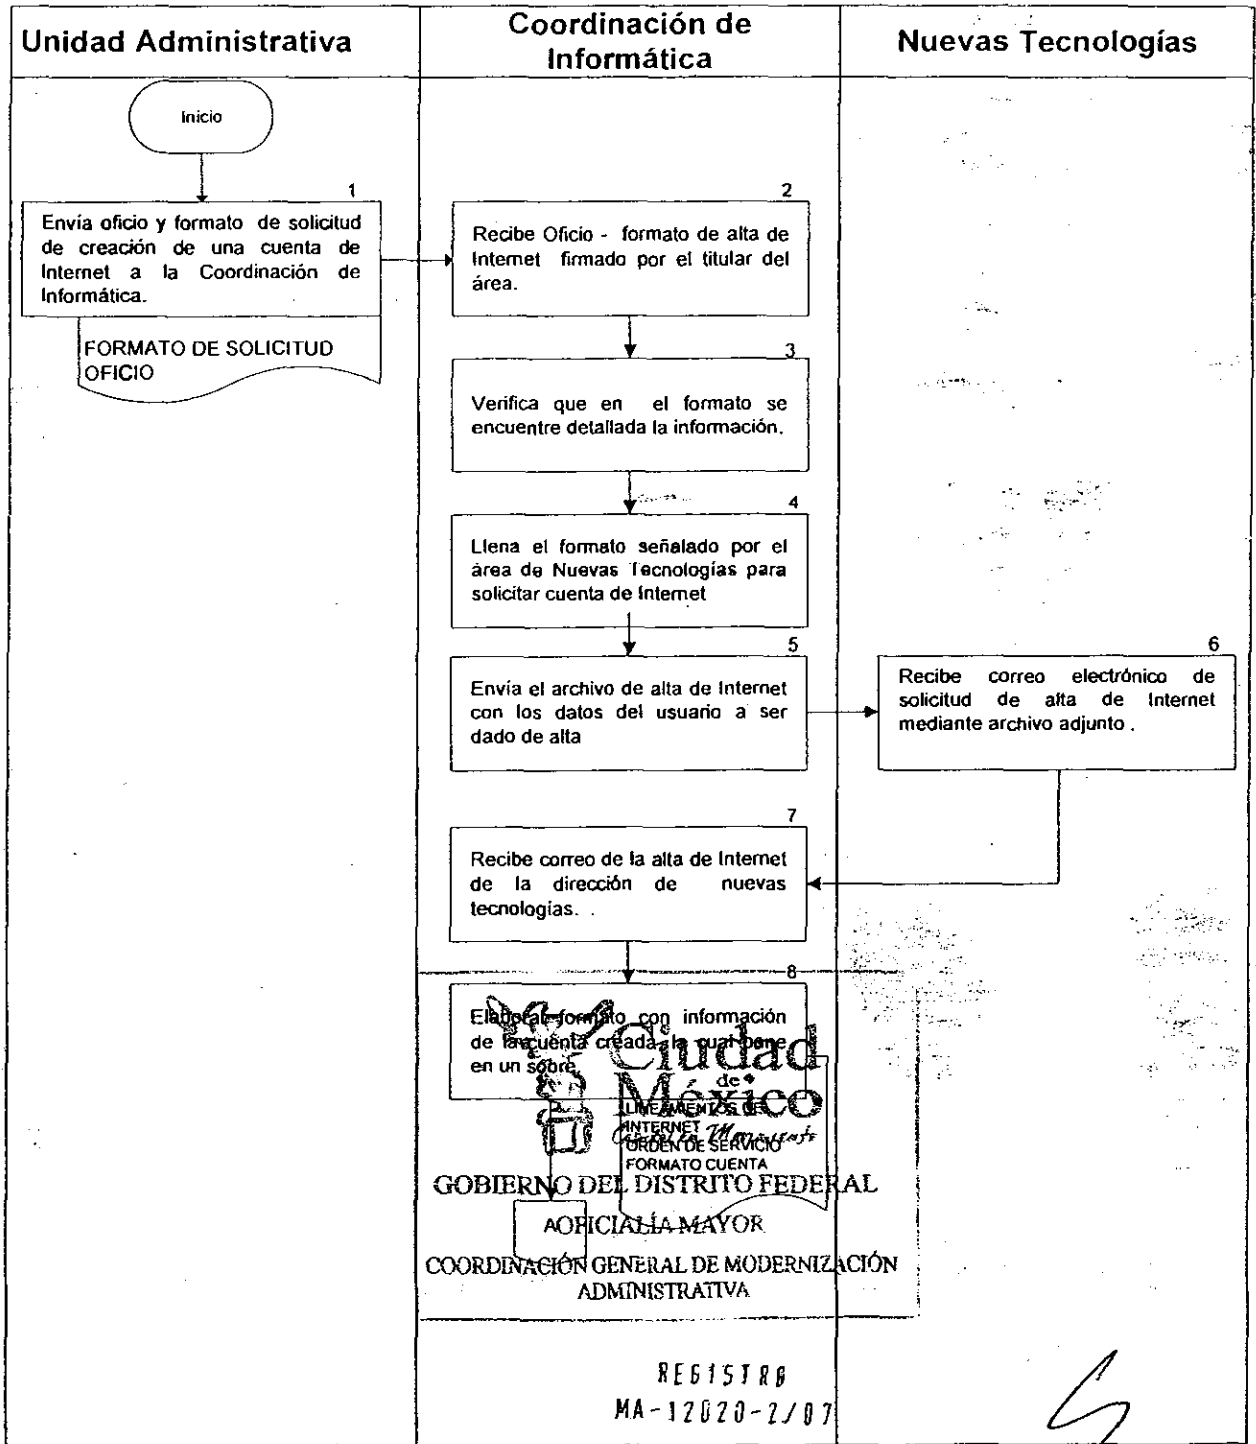 Unidad Administrativa
Coordinación de
Informática
Nuevas Tecnologías
Inicio
1
Envía oficio y formato de solicitud
de creación de una cuenta de
Internet a la Coordinación de
Informática.
FORMATO DE SOLICITUD
OFICIO
2
Recibe Oficio - formato de alta de
Internet firmado por el titular del
área.
3
Verifica que en el formato se
encuentre detallada la información.
4
Llena el formato señalado por el
área de Nuevas Tecnologías para
solicitar cuenta de Internet
5
Envía el archivo de alta de Internet
con los datos del usuario a ser
dado de alta
6
Recibe correo electrónico de
solicitud de alta de Internet
mediante archivo adjunto .
7
Recibe correo de la alta de Internet
de la dirección de nuevas
tecnologías. .
8
Elaboral formato con información
de la cuenta creada la cual pone
en un sobre.
Ciudad
de
México
LINEAMIENTOS DE
INTERNET
ORDEN DE SERVICIO
FORMATO CUENTA
GOBIERNO DEL DISTRITO FEDERAL
A
OFICIALÍA MAYOR
COORDINACIÓN GENERAL DE MODERNIZACIÓN
ADMINISTRATIVA
REGISTRO
MA-12020-2/07